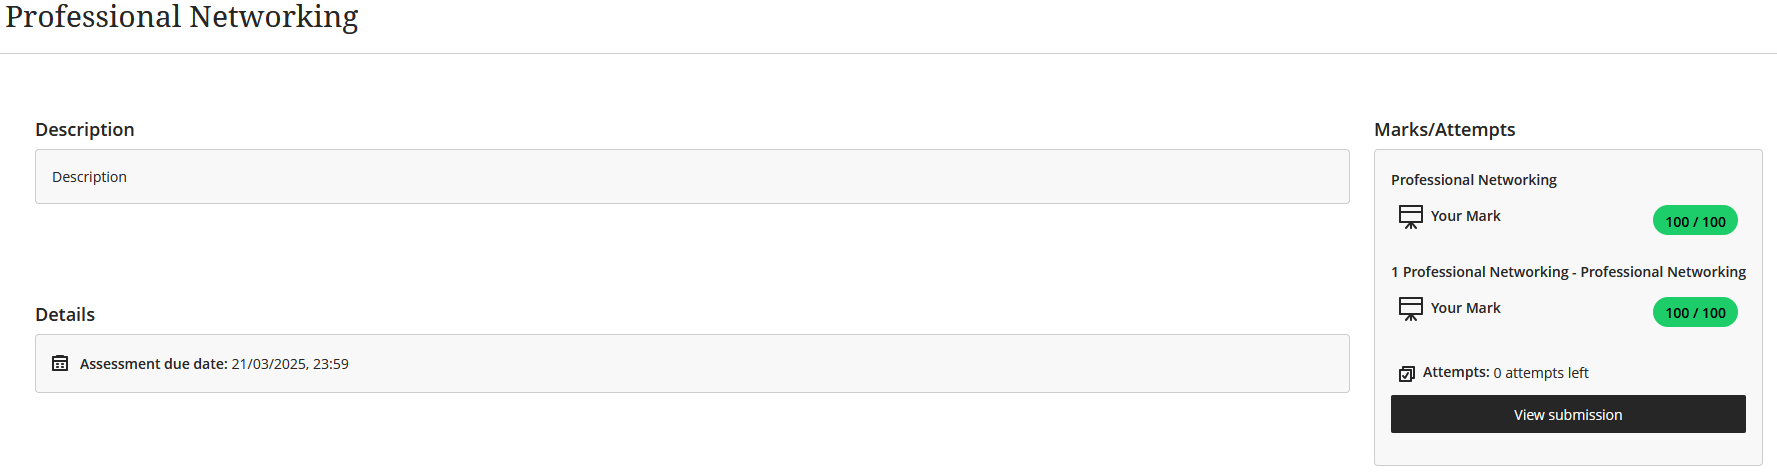 Professional Networking
Description
Description
Details
Assessment due date: 21/03/2025, 23:59
Marks/Attempts
Professional Networking
Your Mark
100 / 100
1 Professional Networking - Professional Networking
Your Mark
100 / 100
Attempts: 0 attempts left
View submission